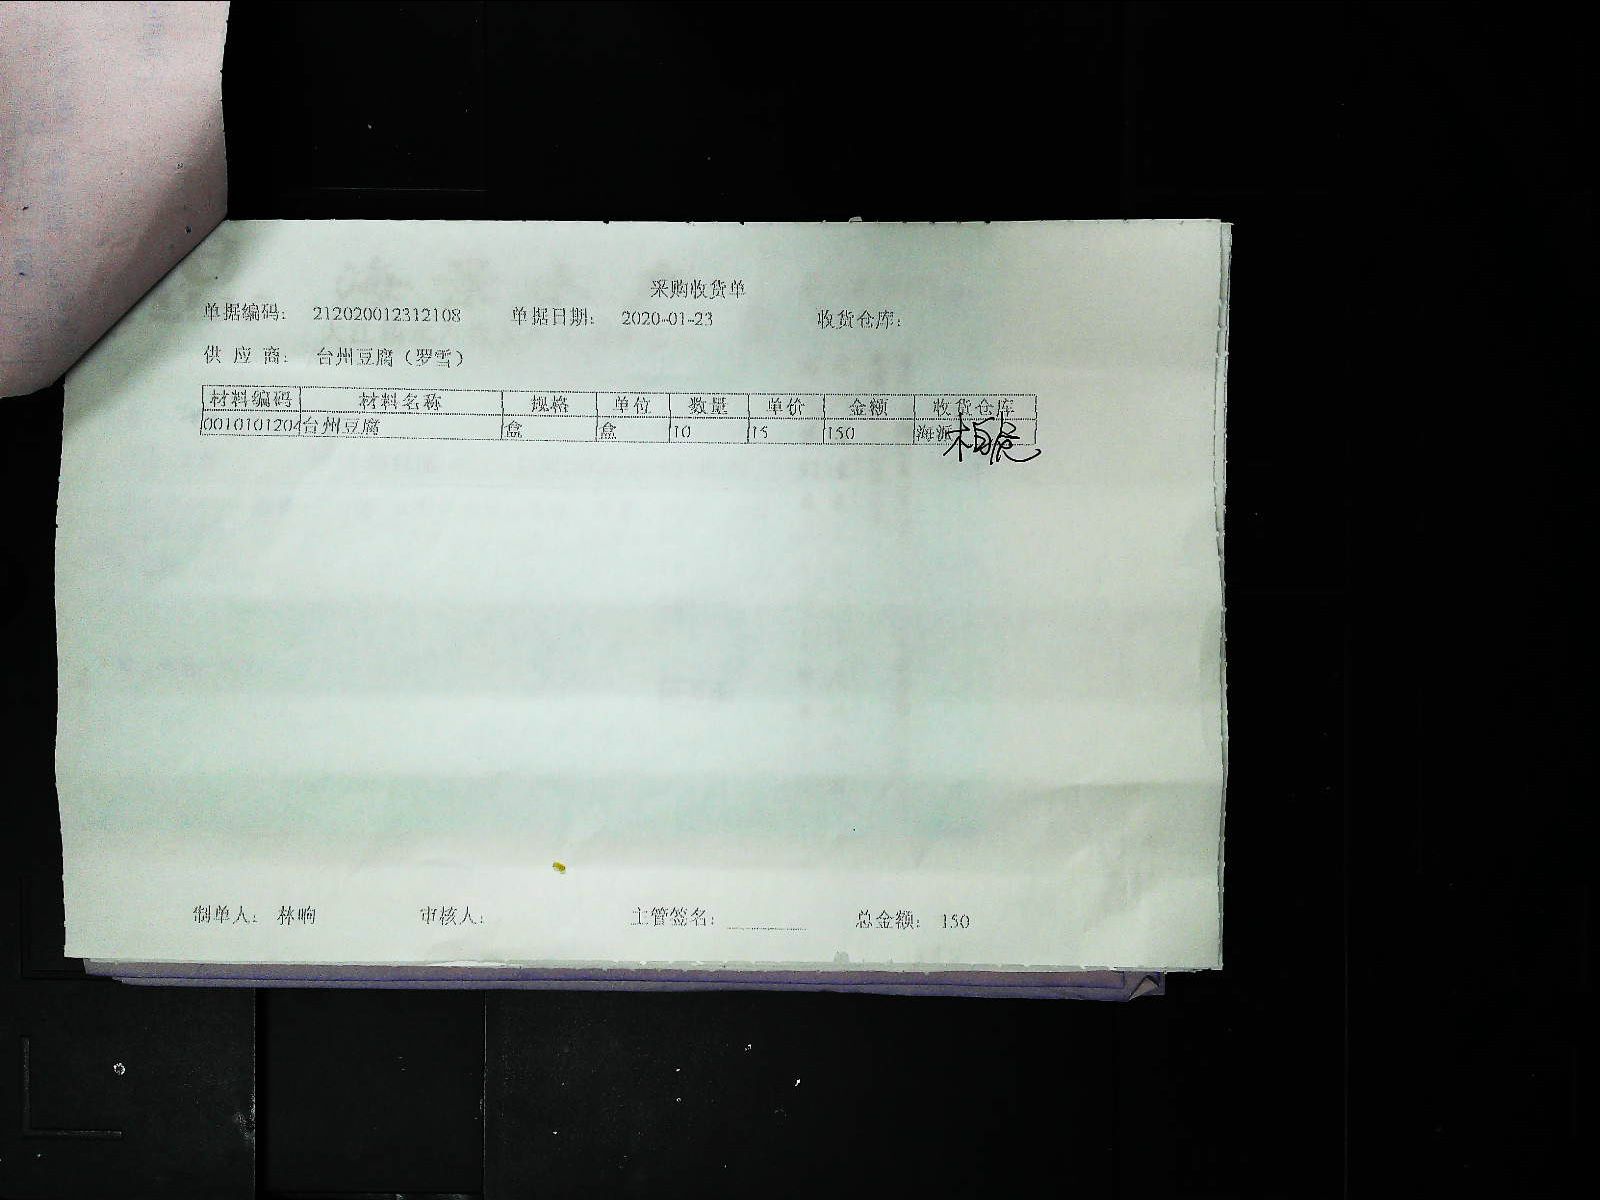 采购收货单
单据编码： 212020012312108 单据日期： 2020-01-23 收货仓库：
供 应 商： 台州豆腐（罗雪）
材料编码 材料名称 规格 单位 数量 单价 金额 收货仓库
0010101204 台州豆腐 盒 盒 10 15 150 海派
制单人： 林响 审核人： 主管签名： 总金额： 150